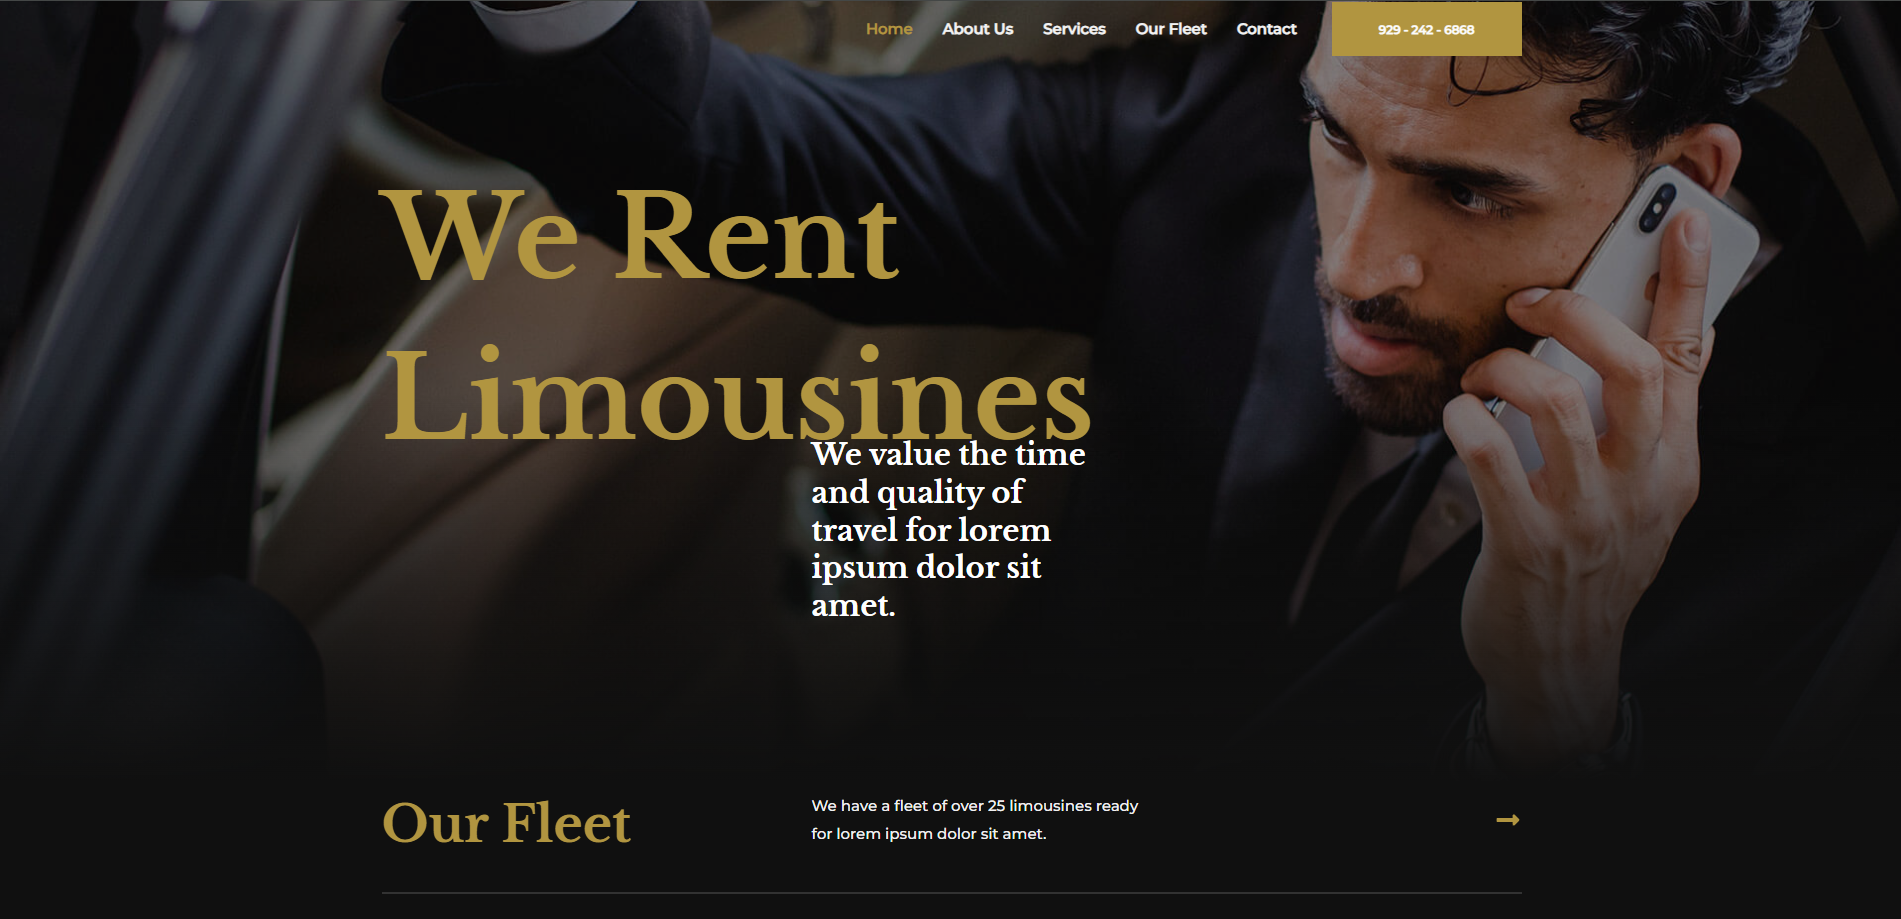 Home About Us Services Our Fleet Contact 929 - 242 - 6868
We Rent
Limousines
We value the time
and quality of
travel for lorem
ipsum dolor sit
amet.
Our Fleet
We have a fleet of over 25 limousines ready
for lorem ipsum dolor sit amet.